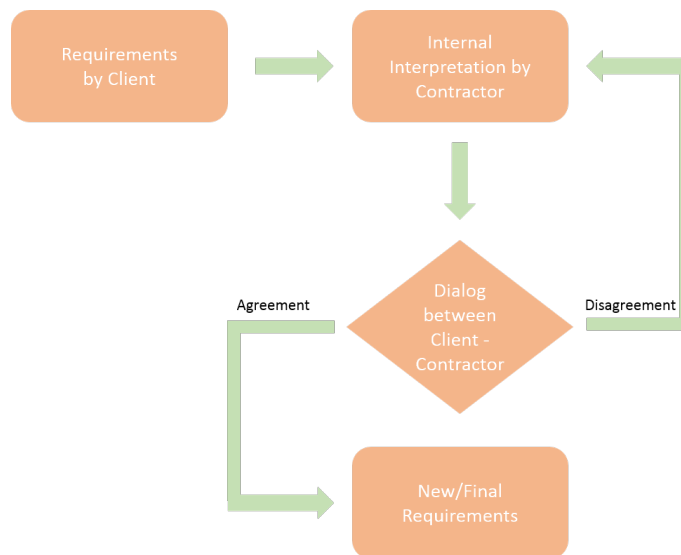 Requirements
by Client
Internal
Interpretation by
Contractor
Dialog
between
Client -
Contractor
Agreement
Disagreement
New/Final
Requirements